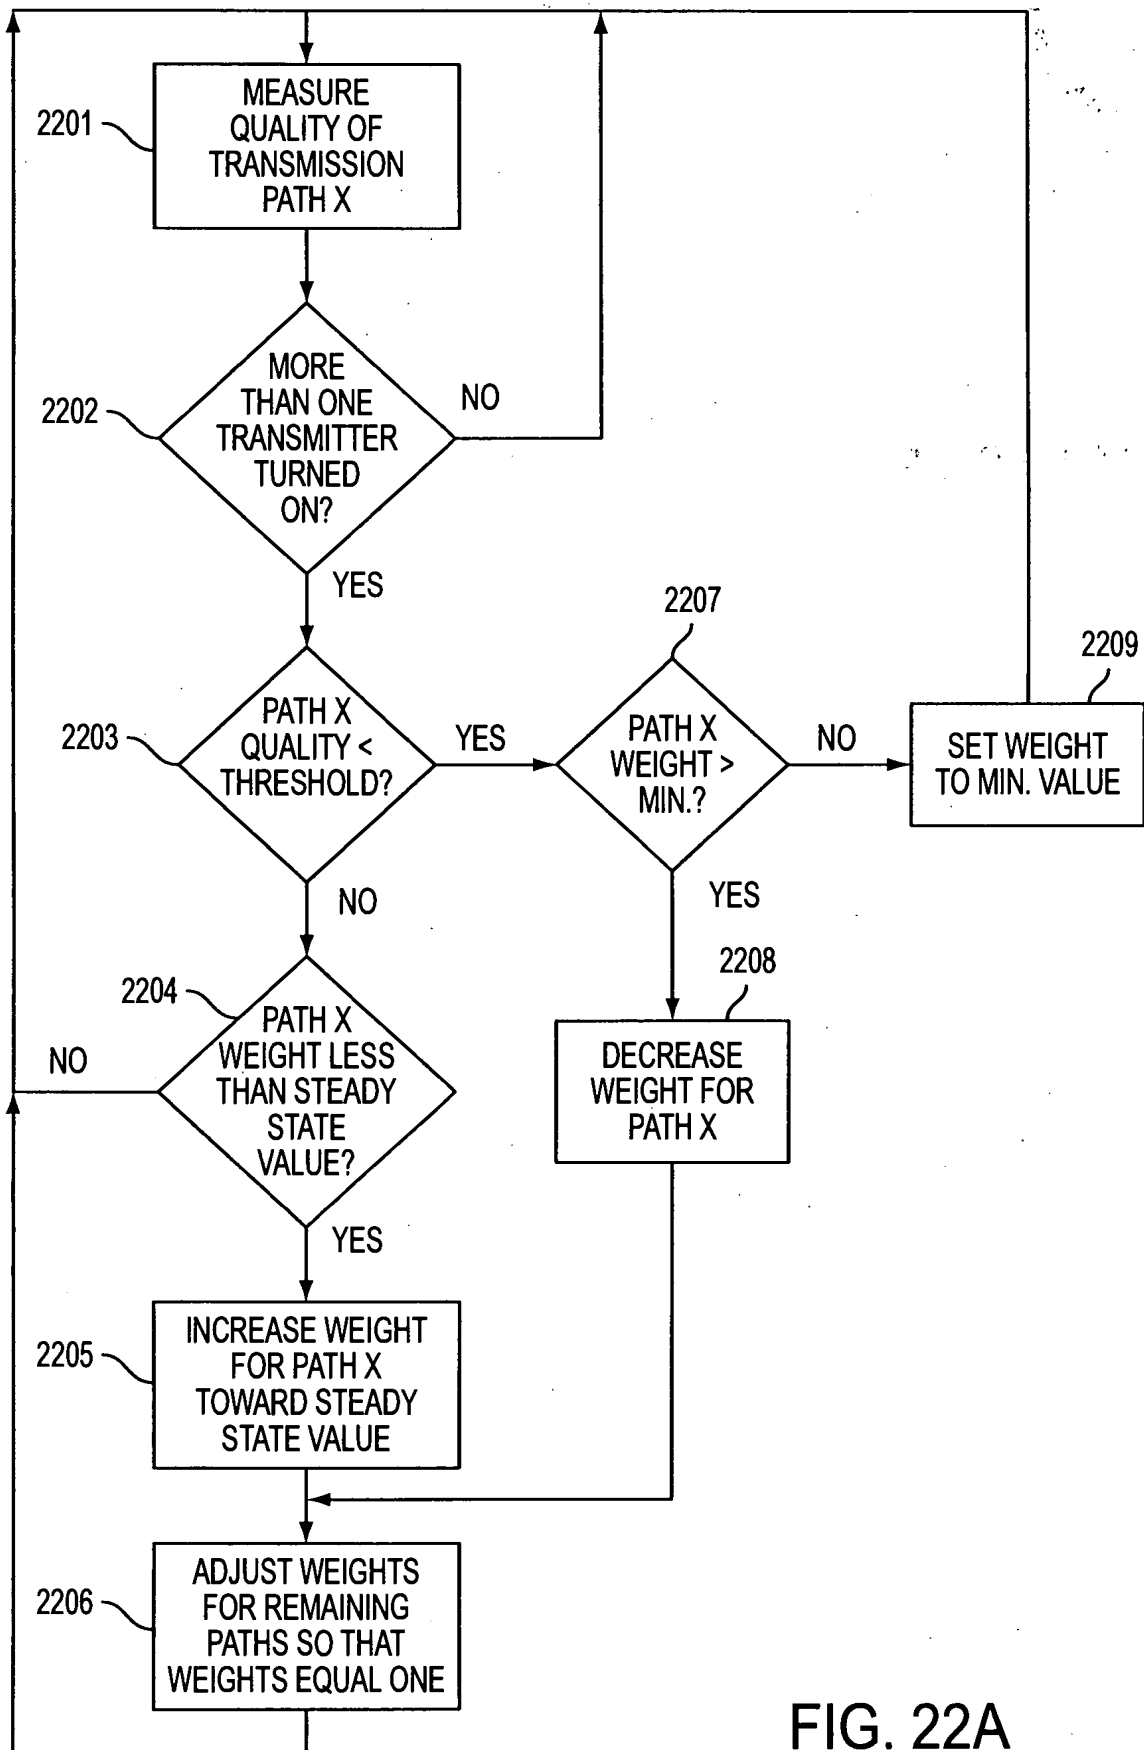 2201
MEASURE
QUALITY OF
TRANSMISSION
PATH X
2202
MORE
THAN ONE
TRANSMITTER
TURNED
ON?
NO
YES
2203
PATH X
QUALITY <
THRESHOLD?
YES
NO
2207
PATH X
WEIGHT >
MIN.?
NO
YES
2209
SET WEIGHT
TO MIN. VALUE
2204
PATH X
WEIGHT LESS
THAN STEADY
STATE
VALUE?
NO
YES
2208
DECREASE
WEIGHT FOR
PATH X
2205
INCREASE WEIGHT
FOR PATH X
TOWARD STEADY
STATE VALUE
2206
ADJUST WEIGHTS
FOR REMAINING
PATHS SO THAT
WEIGHTS EQUAL ONE
FIG. 22A